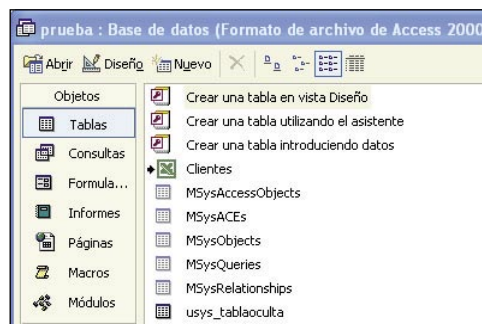 prueba : Base de datos (Formato de archivo de Access 2000
Abrir Diseño Nuevo
Objetos
Tablas
Consultas
Formula...
Informes
Páginas
Macros
Módulos
Crear una tabla en vista Diseño
Crear una tabla utilizando el asistente
Crear una tabla introduciendo datos
Clientes
MSysAccessObjects
MSysACEs
MSysObjects
MSysQueries
MSysRelationships
usys_tablaoculta